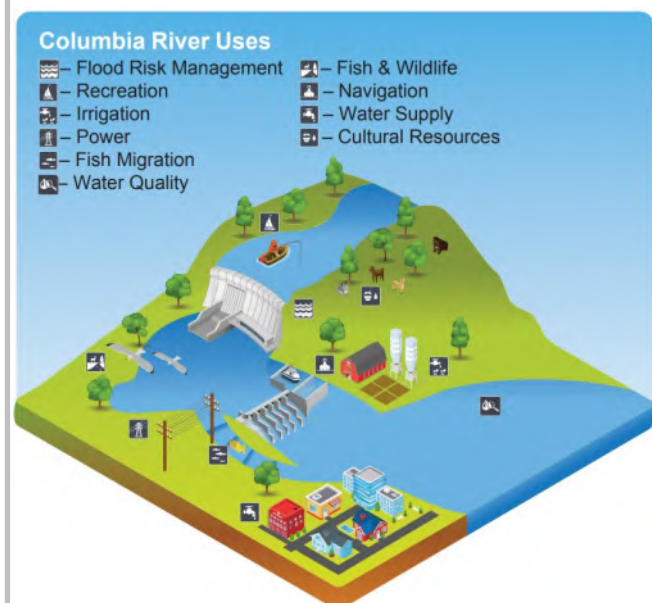 Columbia River Uses
– Flood Risk Management
– Recreation
– Irrigation
– Power
– Fish Migration
– Water Quality
– Fish & Wildlife
– Navigation
– Water Supply
– Cultural Resources